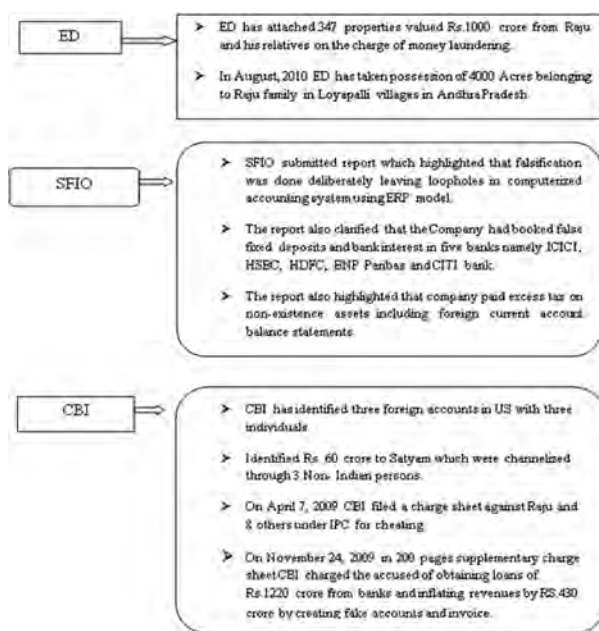 ED
➤ ED has attached 347 properties valued Rs.1000 crore from Raju
and his relatives on the charge of money laundering.
➤ In August, 2010 ED has taken possession of 4000 Acres belonging
to Raju family in Loyapalli villages in Andhra Pradesh
SFIO
➤ SFIO submitted report which highlighted that falsification
was done deliberately leaving loopholes in computerized
accounting system using ERP model.
➤ The report also clarified that the Company had booked false
fixed deposits and bank interest in five banks namely ICICI,
HSBC, HDFC, BNP Paribas and CITI bank.
➤ The report also highlighted that company paid excess tax on
non-existence assets including foreign current account
balance statements.
CBI
➤ CBI has identified three foreign accounts in US with three
individuals
➤ Identified Rs. 60 crore to Satyam which were channelized
through 3 Non- Indian persons.
➤ On April 7, 2009 CBI filed a charge sheet against Raju and
8 others under IPC for cheating
➤ On November 24, 2009 in 200 pages supplementary charge
sheet CBI charged the accused of obtaining loans of
Rs.1220 crore from banks and inflating revenues by RS.430
crore by creating fake accounts and invoice.